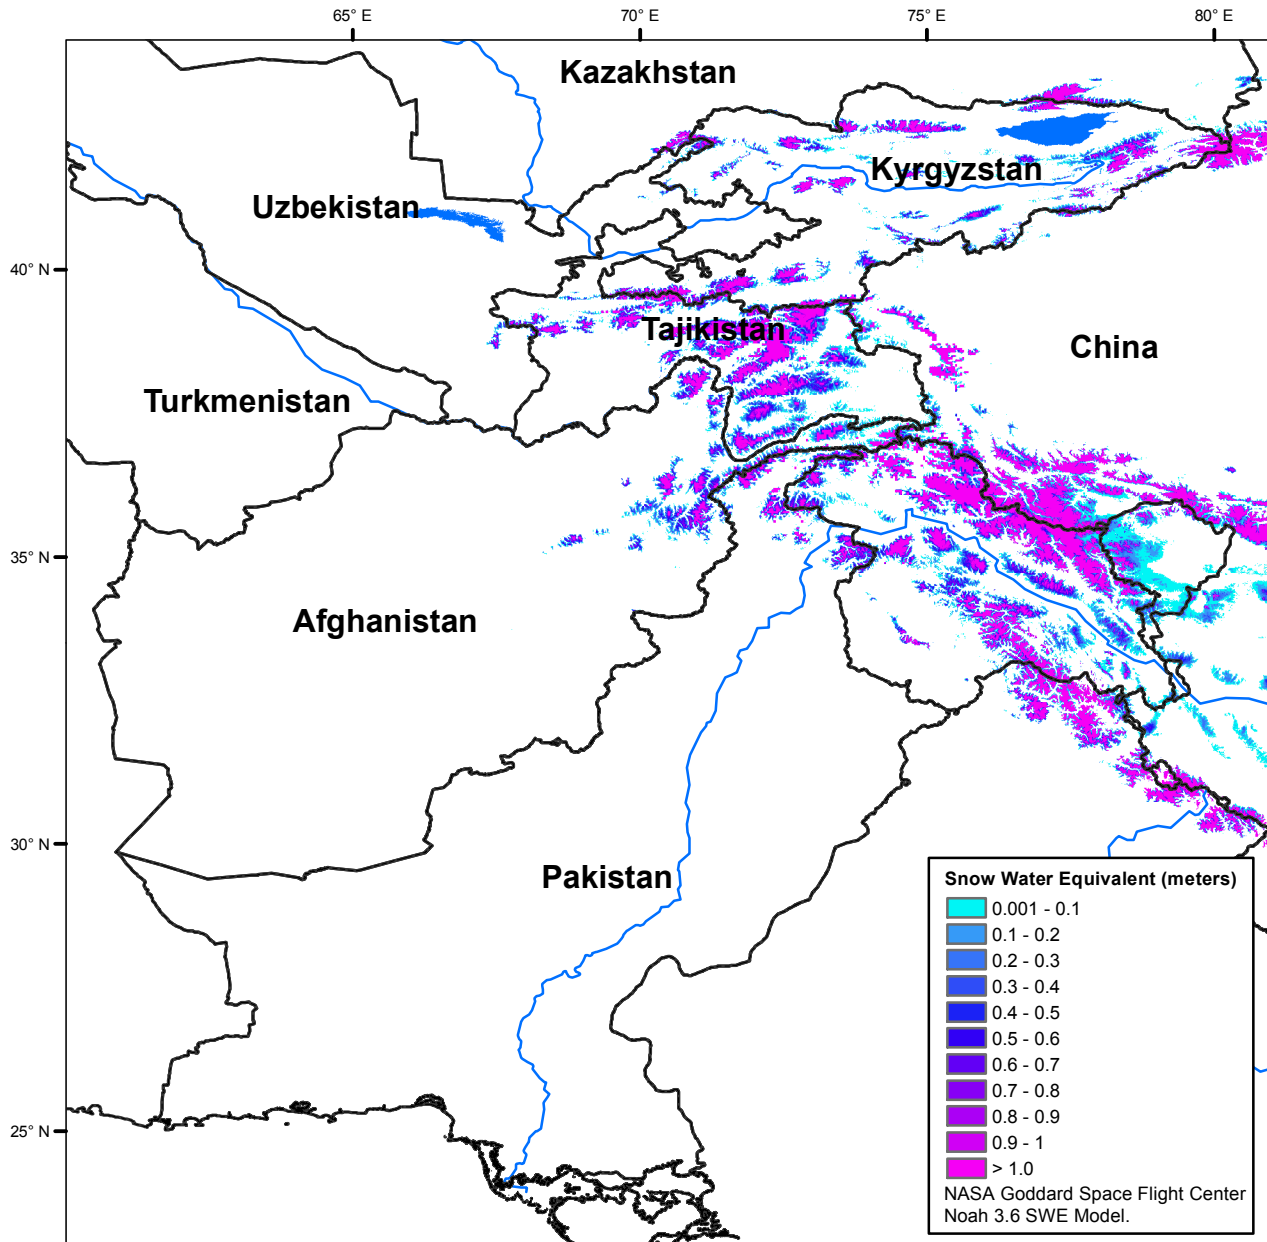 65° E
70° E
75° E
80° E
Kazakhstan
Kyrgyzstan
Uzbekistan
40° N
Tajikistan
China
Turkmenistan
35° N
Afghanistan
30° N
Pakistan
25° N
Snow Water Equivalent (meters)
0.001 - 0.1
0.1 - 0.2
0.2 - 0.3
0.3 - 0.4
0.4 - 0.5
0.5 - 0.6
0.6 - 0.7
0.7 - 0.8
0.8 - 0.9
0.9 - 1
> 1.0
NASA Goddard Space Flight Center
Noah 3.6 SWE Model.